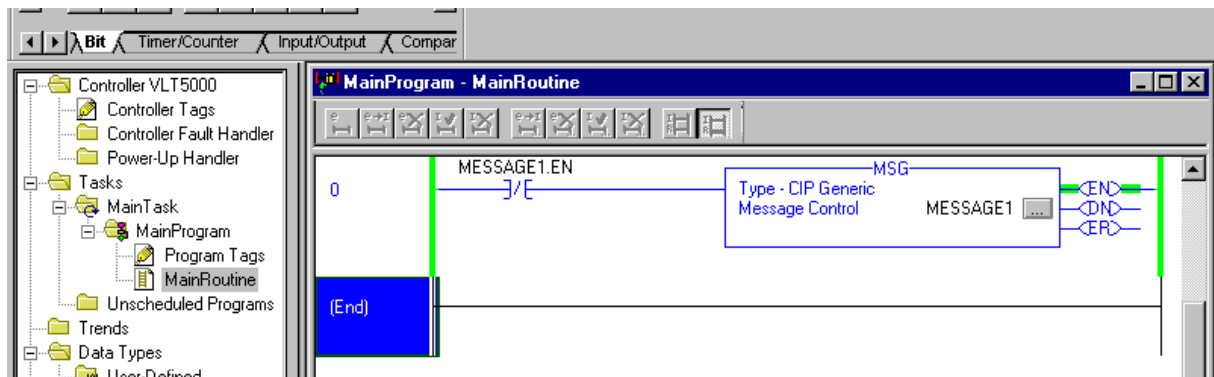 Bit Timer/Counter Input/Output Compar
Controller VLT5000
Controller Tags
Controller Fault Handler
Power-Up Handler
Tasks
MainTask
MainProgram
Program Tags
MainRoutine
Unscheduled Programs
Trends
Data Types
User-Defined
MainProgram - MainRoutine
0
MESSAGE1.EN
MSG
Type - CIP Generic
Message Control MESSAGE1 ...
EN
DN
ER
(End)